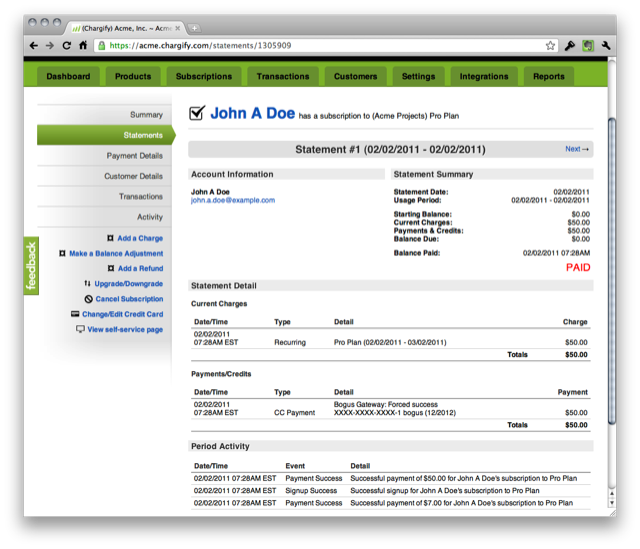 (Chargify) Acme, Inc. ~ Acme
https://acme.chargify.com/statements/1305909
Dashboard Products Subscriptions Transactions Customers Settings Integrations Reports
Summary
Statements
Payment Details
Customer Details
Transactions
Activity
Add a Charge
Make a Balance Adjustment
Add a Refund
Upgrade/Downgrade
Cancel Subscription
Change/Edit Credit Card
View self-service page
feedback
John A Doe has a subscription to (Acme Projects) Pro Plan
Statement #1 (02/02/2011 - 02/02/2011) Next→
Account Information
John A Doe
john.a.doe@example.com
Statement Summary
Statement Date: 02/02/2011
Usage Period: 02/02/2011 - 02/02/2011
Starting Balance: $0.00
Current Charges: $50.00
Payments & Credits: $50.00
Balance Due: $0.00
Balance Paid: 02/02/2011 07:28AM
PAID
Statement Detail
Current Charges
Date/Time Type Detail Charge
02/02/2011
07:28AM EST Recurring Pro Plan (02/02/2011 - 03/02/2011) $50.00
Totals $50.00
Payments/Credits
Date/Time Type Detail Payment
02/02/2011 Bogus Gateway: Forced success
07:28AM EST CC Payment XXXX-XXXX-XXXX-1 bogus (12/2012) $50.00
Totals $50.00
Period Activity
Date/Time Event Detail
02/02/2011 07:28AM EST Payment Success Successful payment of $50.00 for John A Doe's subscription to Pro Plan
02/02/2011 07:28AM EST Signup Success Successful signup for John A Doe's subscription to Pro Plan
02/02/2011 07:28AM EST Payment Success Successful payment of $7.00 for John A Doe's subscription to Pro Plan